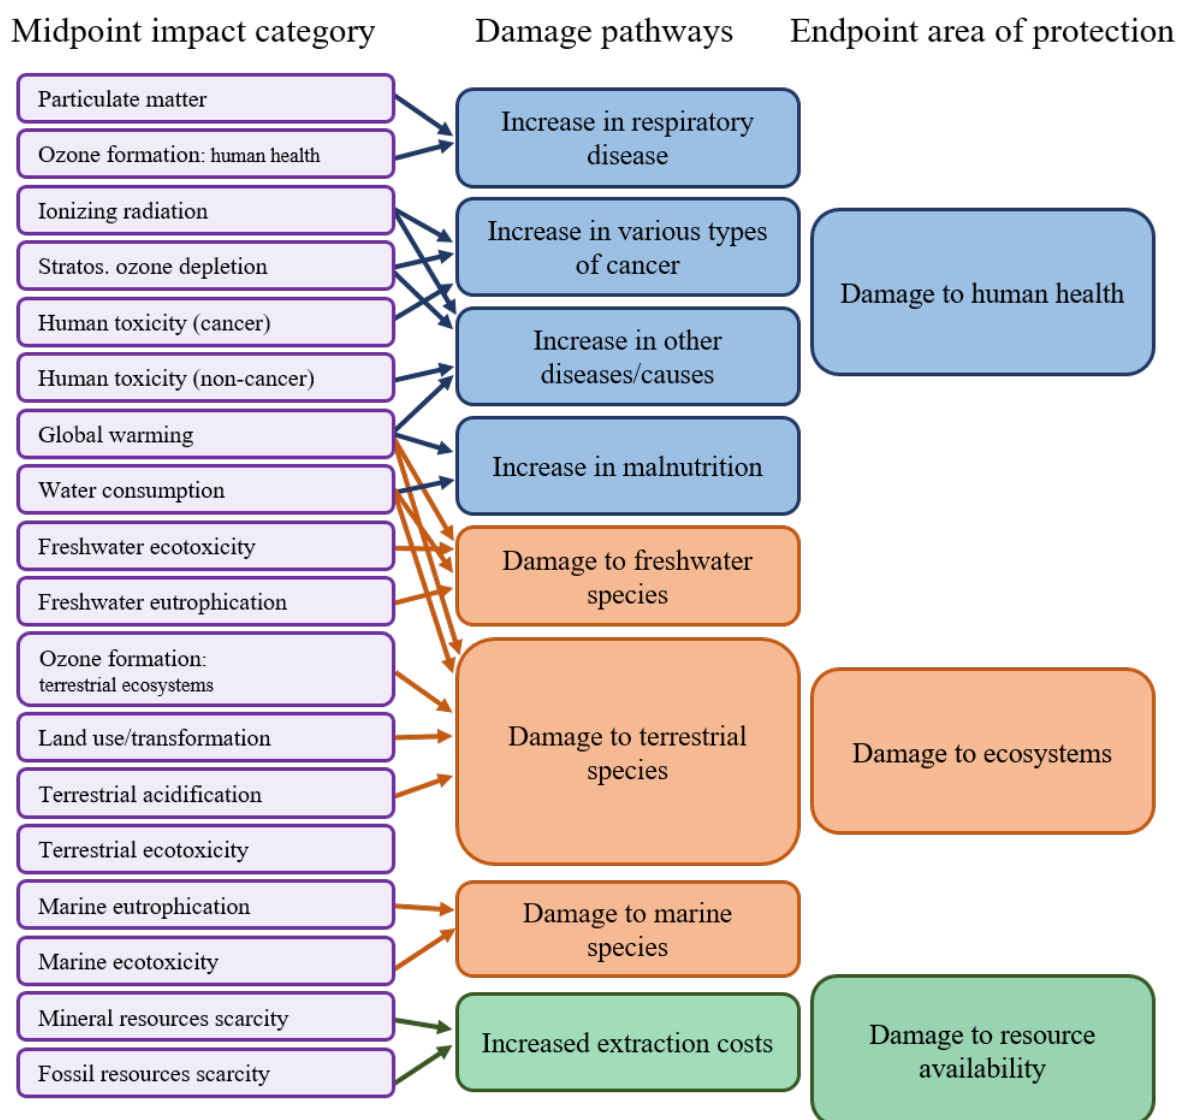 Midpoint impact category
Damage pathways
Endpoint area of protection
Particulate matter
Ozone formation: human health
Ionizing radiation
Stratos. ozone depletion
Human toxicity (cancer)
Human toxicity (non-cancer)
Global warming
Water consumption
Freshwater ecotoxicity
Freshwater eutrophication
Ozone formation:
terrestrial ecosystems
Land use/transformation
Terrestrial acidification
Terrestrial ecotoxicity
Marine eutrophication
Marine ecotoxicity
Mineral resources scarcity
Fossil resources scarcity
Increase in respiratory
disease
Increase in various types
of cancer
Increase in other
diseases/causes
Increase in malnutrition
Damage to freshwater
species
Damage to terrestrial
species
Damage to marine
species
Increased extraction costs
Damage to human health
Damage to ecosystems
Damage to resource
availability